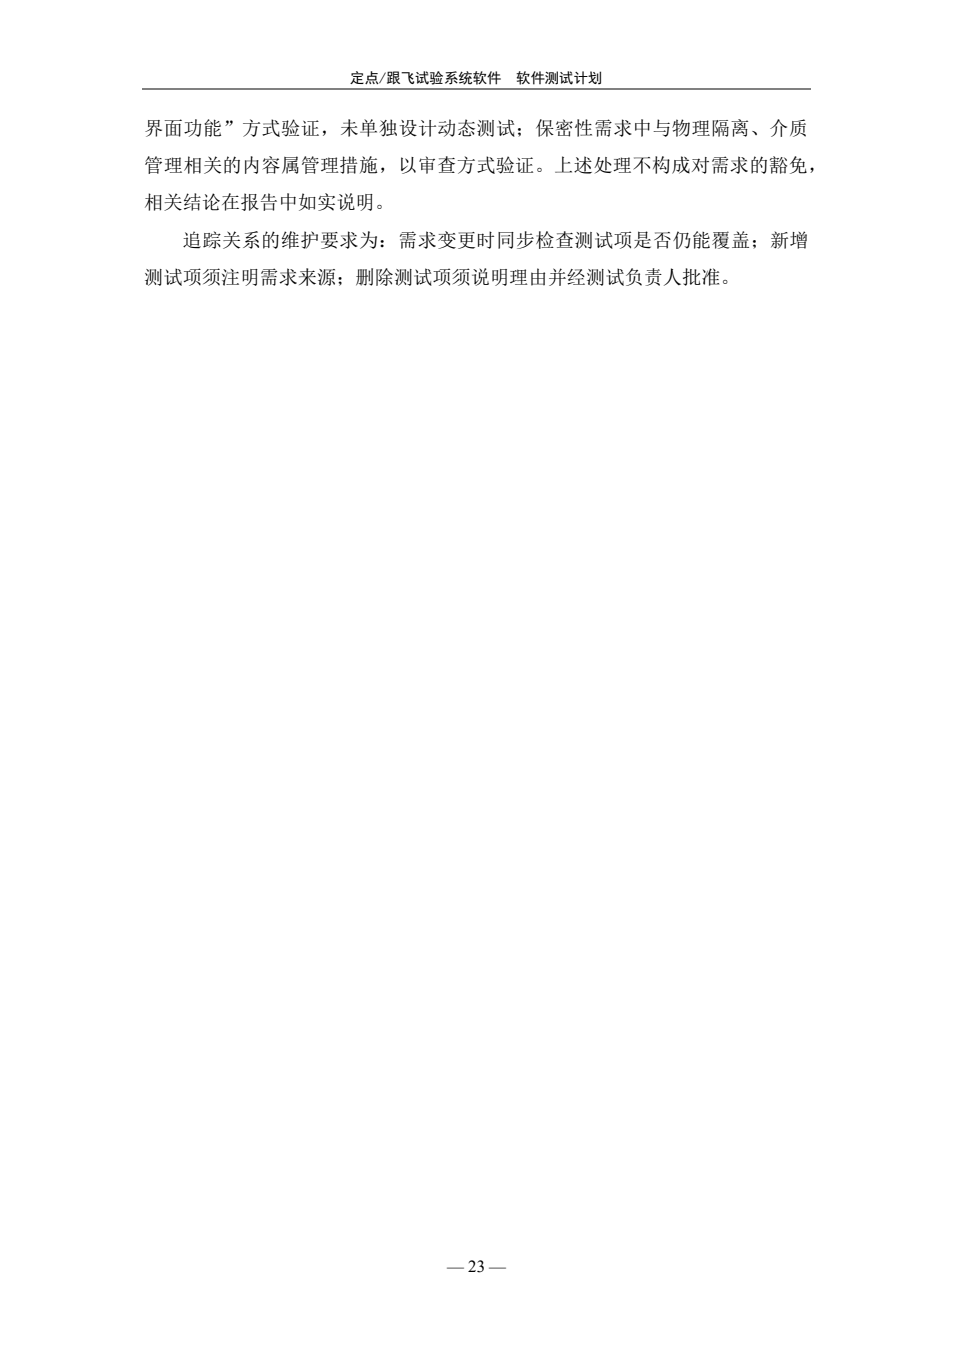 定点/跟飞试验系统软件　软件测试计划
界面功能”方式验证，未单独设计动态测试；保密性需求中与物理隔离、介质
管理相关的内容属管理措施，以审查方式验证。上述处理不构成对需求的豁免，
相关结论在报告中如实说明。
追踪关系的维护要求为：需求变更时同步检查测试项是否仍能覆盖；新增
测试项须注明需求来源；删除测试项须说明理由并经测试负责人批准。
— 23 —